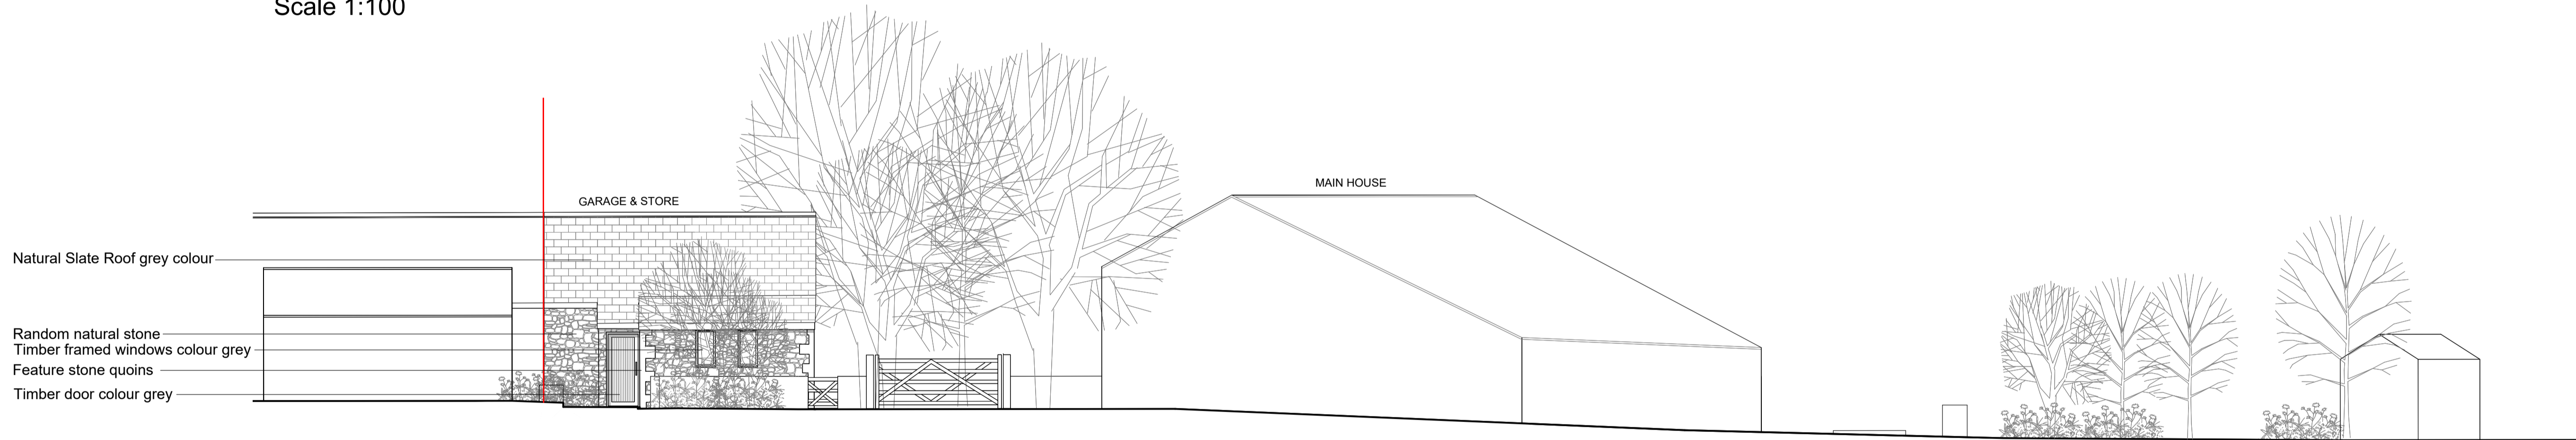 Scale 1:100
MAIN HOUSE
GARAGE & STORE
Natural Slate Roof grey colour
Random natural stone
Timber framed windows colour grey
Feature stone quoins
Timber door colour grey